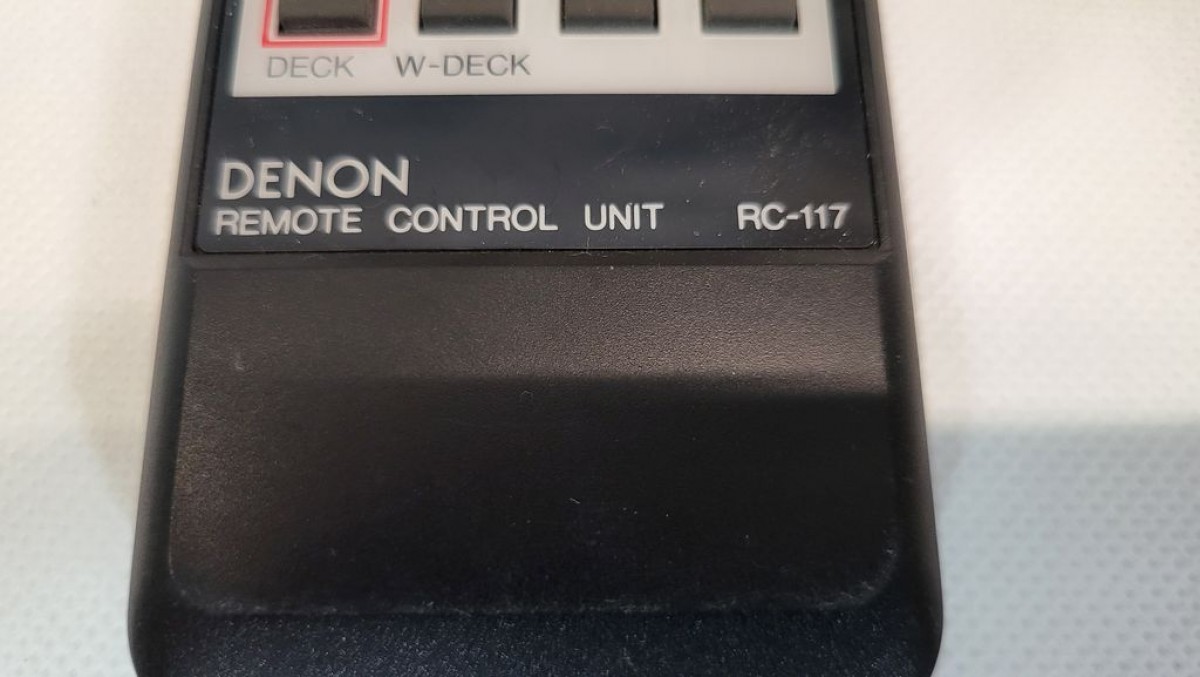 DECK W-DECK
DENON
REMOTE CONTROL UNIT RC-117